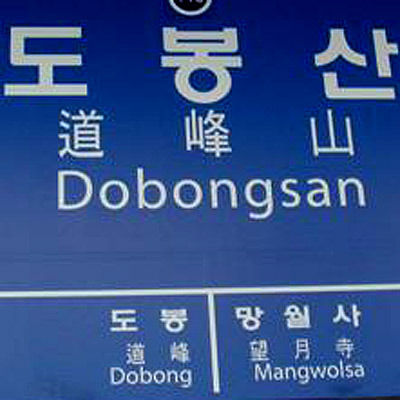 도봉산
道峰山
Dobongsan
도봉 망월사
道峰 望月寺
Dobong Mangwolsa